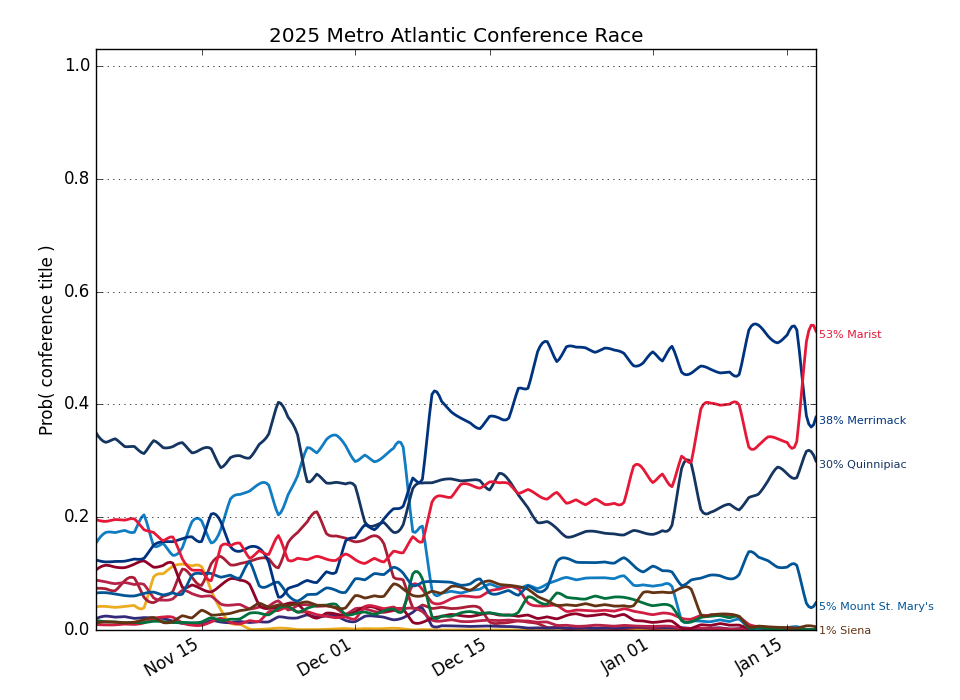 2025 Metro Atlantic Conference Race
Prob( conference title )
1.0
0.8
0.6
0.4
0.2
0.0
53% Marist
38% Merrimack
30% Quinnipiac
5% Mount St. Mary's
1% Siena
Nov 15
Dec 01
Dec 15
Jan 01
Jan 15